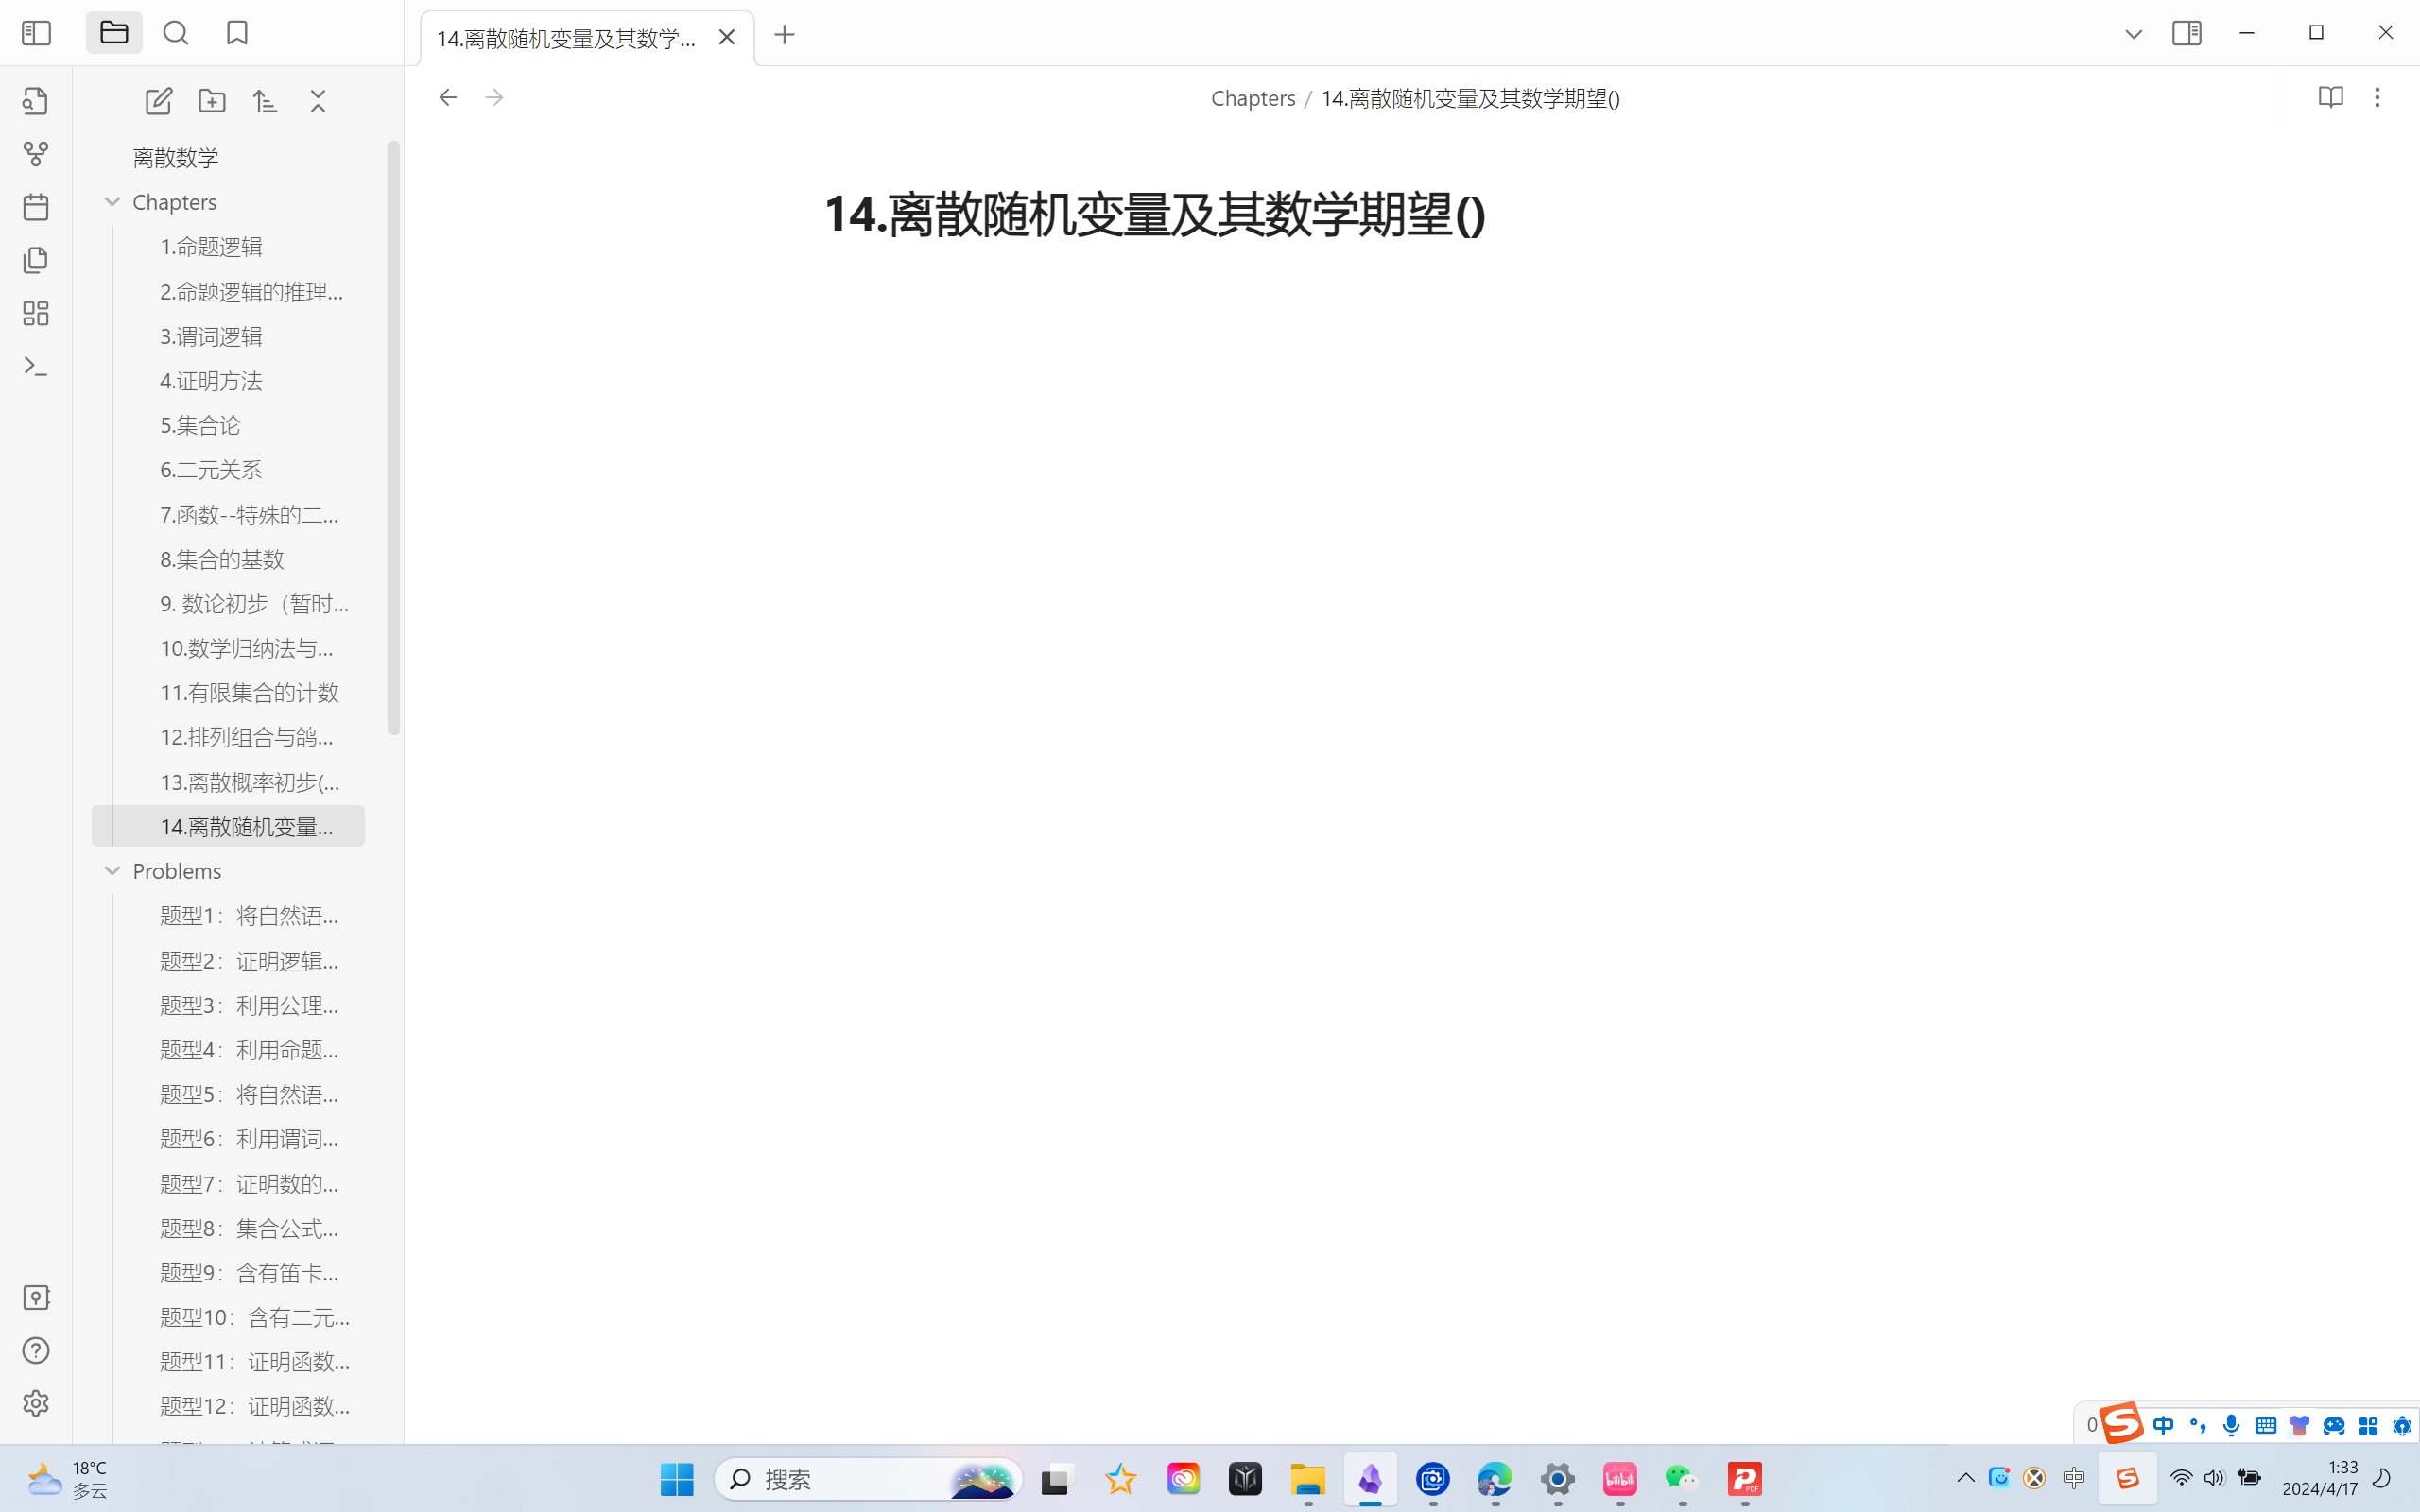 14.离散随机变量及其数学...
Chapters / 14.离散随机变量及其数学期望()
离散数学
Chapters
1.命题逻辑
2.命题逻辑的推理...
3.谓词逻辑
4.证明方法
5.集合论
6.二元关系
7.函数--特殊的二...
8.集合的基数
9. 数论初步（暂时...
10.数学归纳法与...
11.有限集合的计数
12.排列组合与鸽...
13.离散概率初步(...
14.离散随机变量...
Problems
题型1：将自然语...
题型2：证明逻辑...
题型3：利用公理...
题型4：利用命题...
题型5：将自然语...
题型6：利用谓词...
题型7：证明数的...
题型8：集合公式...
题型9：含有笛卡...
题型10：含有二元...
题型11：证明函数...
题型12：证明函数...
14.离散随机变量及其数学期望()
0
中
18°C
多云
搜索
bilibili
PDF
中
1:33
2024/4/17